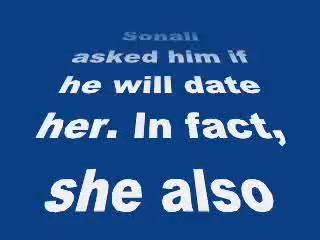 Sonali
asked him if
he will date
her. In fact,
she also